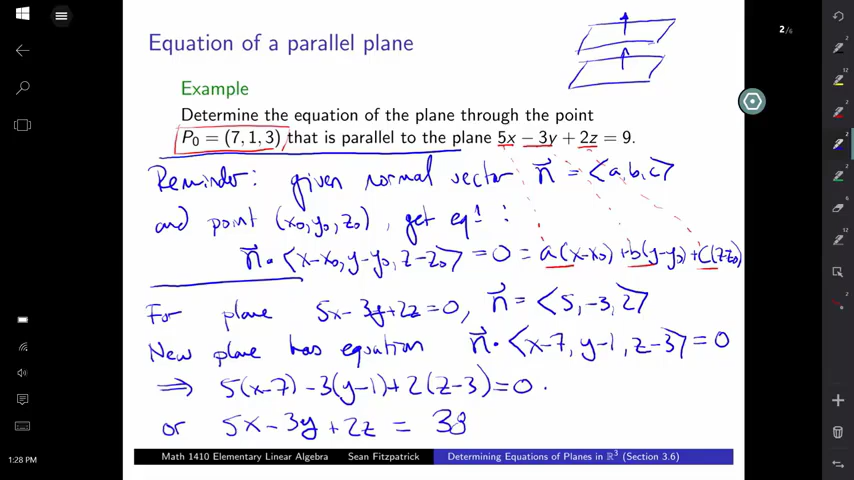 2/6
Equation of a parallel plane
Example
Determine the equation of the plane through the point
P₀ = (7, 1, 3) that is parallel to the plane 5x − 3y + 2z = 9.
Reminder: given normal vector n⃗ = <a,b,c>
and point (x₀,y₀,z₀), get eq!:
n⃗ • <x-x₀, y-y₀, z-z₀> = 0 = a(x-x₀) + b(y-y₀) + c(z-z₀)
For plane 5x-3y+2z=0, n⃗ = <5,-3,2>
New plane has equation n⃗ • <x-7, y-1, z-3> = 0
⇒ 5(x-7) -3(y-1) + 2(z-3) = 0.
or 5x-3y+2z = 38
Math 1410 Elementary Linear Algebra Sean Fitzpatrick Determining Equations of Planes in ℝ³ (Section 3.6)
1:28 PM